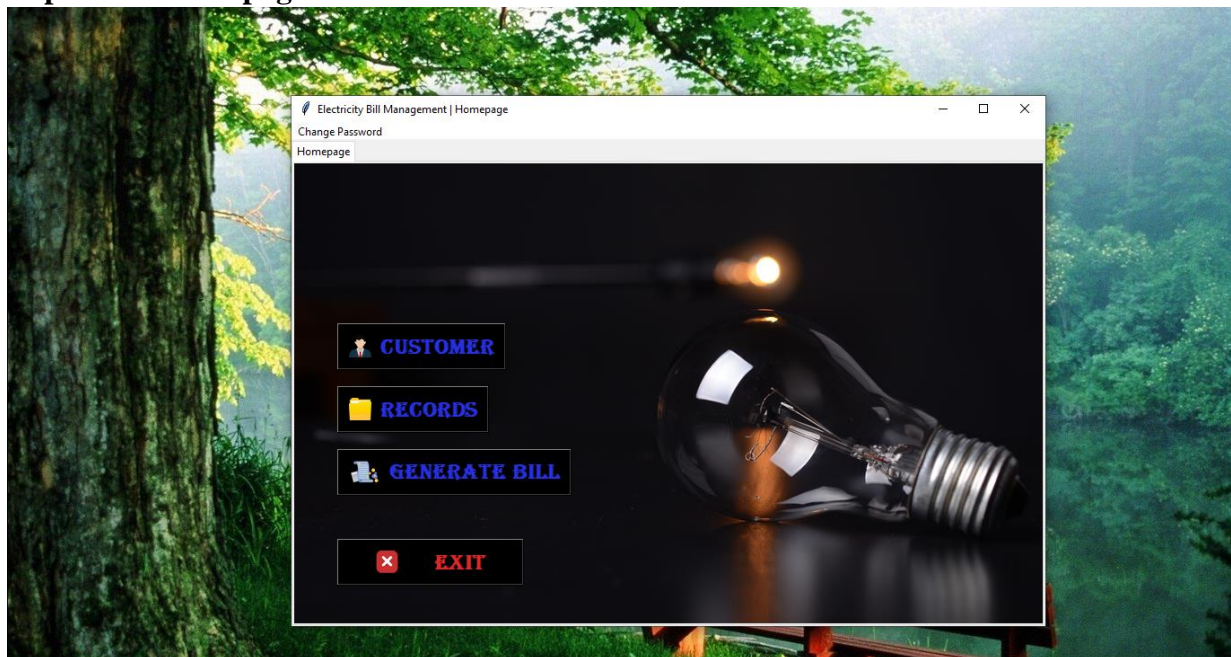 Electricity Bill Management | Homepage
Change Password
Homepage
CUSTOMER
RECORDS
GENERATE BILL
EXIT